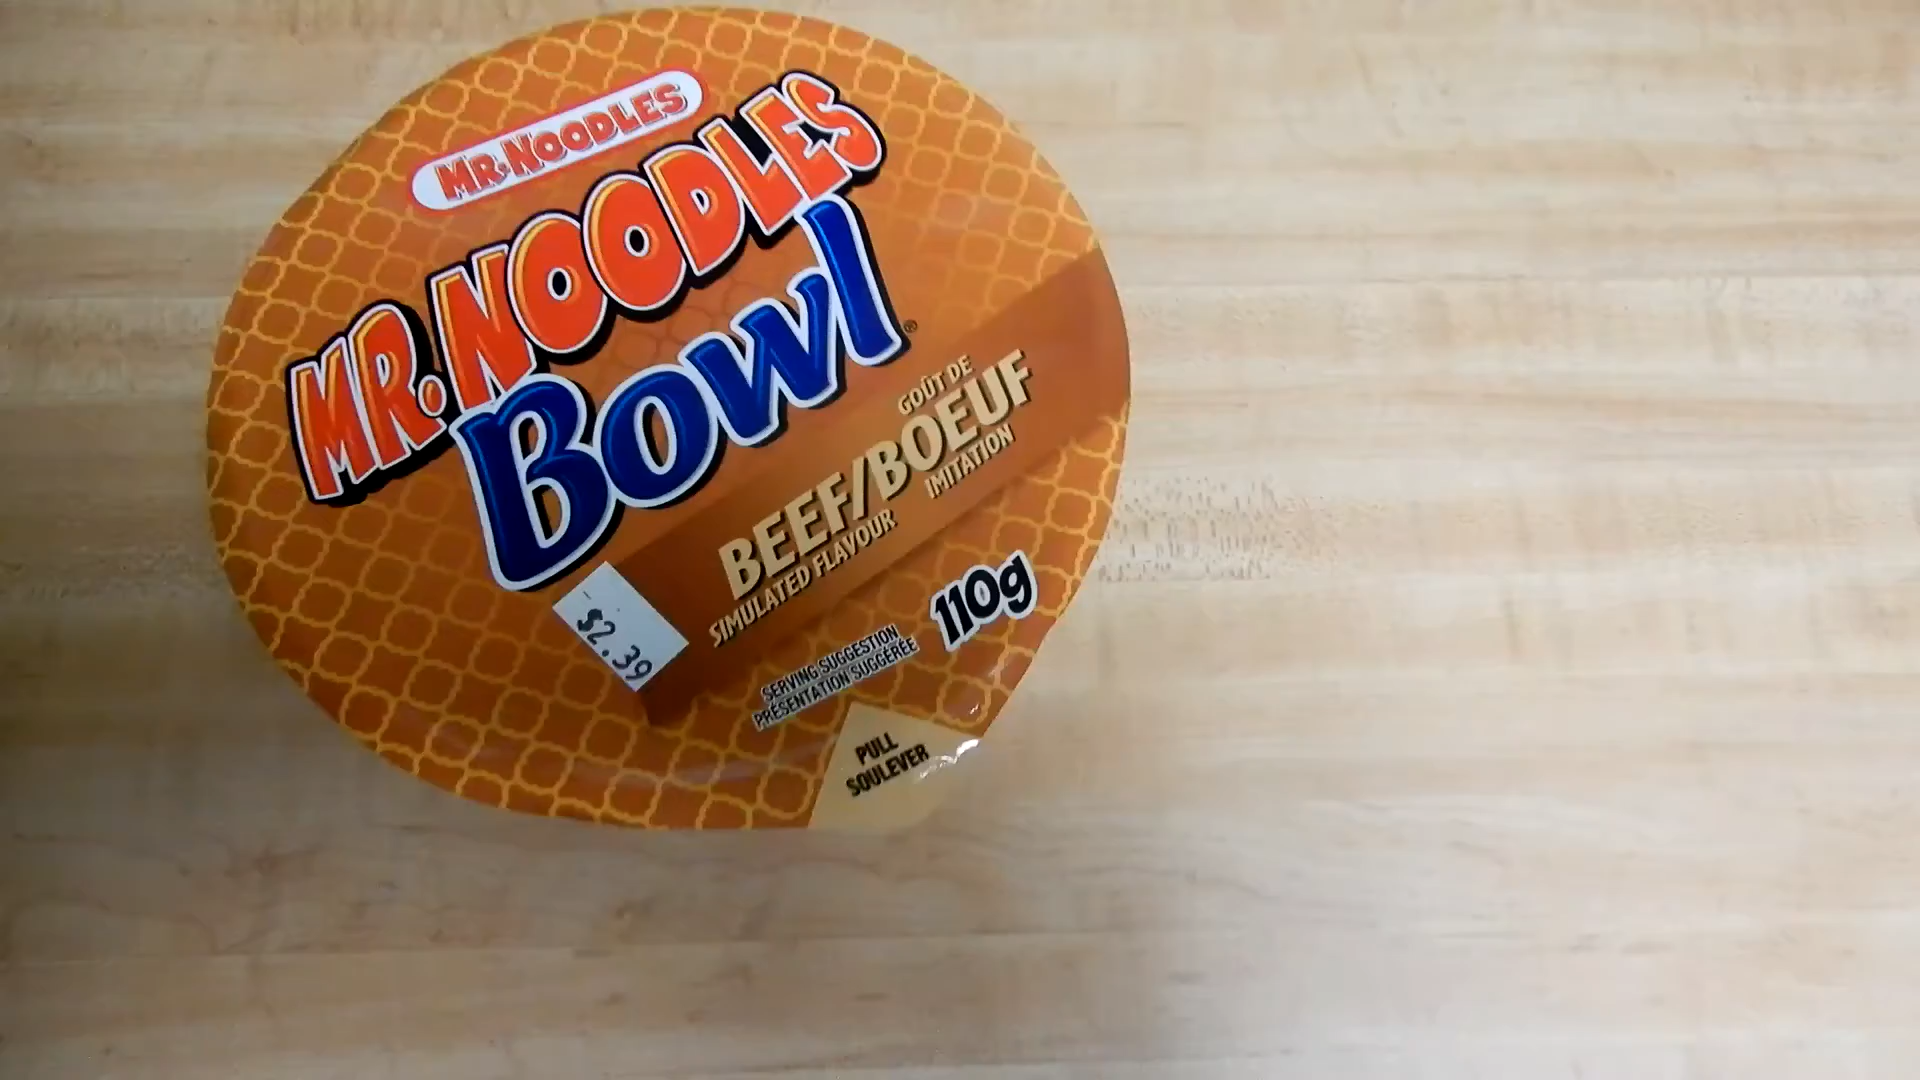 MR. NOODLES
MR. NOODLES
Bowl®
GOÛT DE
BEEF/BOEUF
SIMULATED FLAVOUR IMITATION
$2.39
110g
SERVING SUGGESTION
PRÉSENTATION SUGGÉRÉE
PULL
SOULEVER